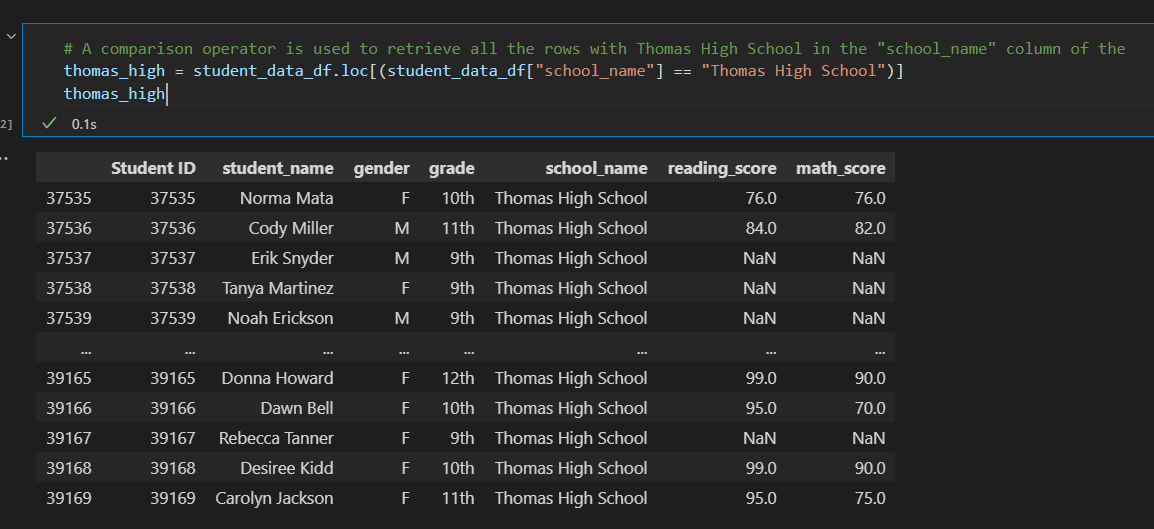 # A comparison operator is used to retrieve all the rows with Thomas High School in the "school_name" column of the
thomas_high = student_data_df.loc[(student_data_df["school_name"] == "Thomas High School")]
thomas_high
2] ✓ 0.1s
..
Student ID student_name gender grade school_name reading_score math_score
37535 37535 Norma Mata F 10th Thomas High School 76.0 76.0
37536 37536 Cody Miller M 11th Thomas High School 84.0 82.0
37537 37537 Erik Snyder M 9th Thomas High School NaN NaN
37538 37538 Tanya Martinez F 9th Thomas High School NaN NaN
37539 37539 Noah Erickson M 9th Thomas High School NaN NaN
... ... ... ... ... ... ... ...
39165 39165 Donna Howard F 12th Thomas High School 99.0 90.0
39166 39166 Dawn Bell F 10th Thomas High School 95.0 70.0
39167 39167 Rebecca Tanner F 9th Thomas High School NaN NaN
39168 39168 Desiree Kidd F 10th Thomas High School 99.0 90.0
39169 39169 Carolyn Jackson F 11th Thomas High School 95.0 75.0